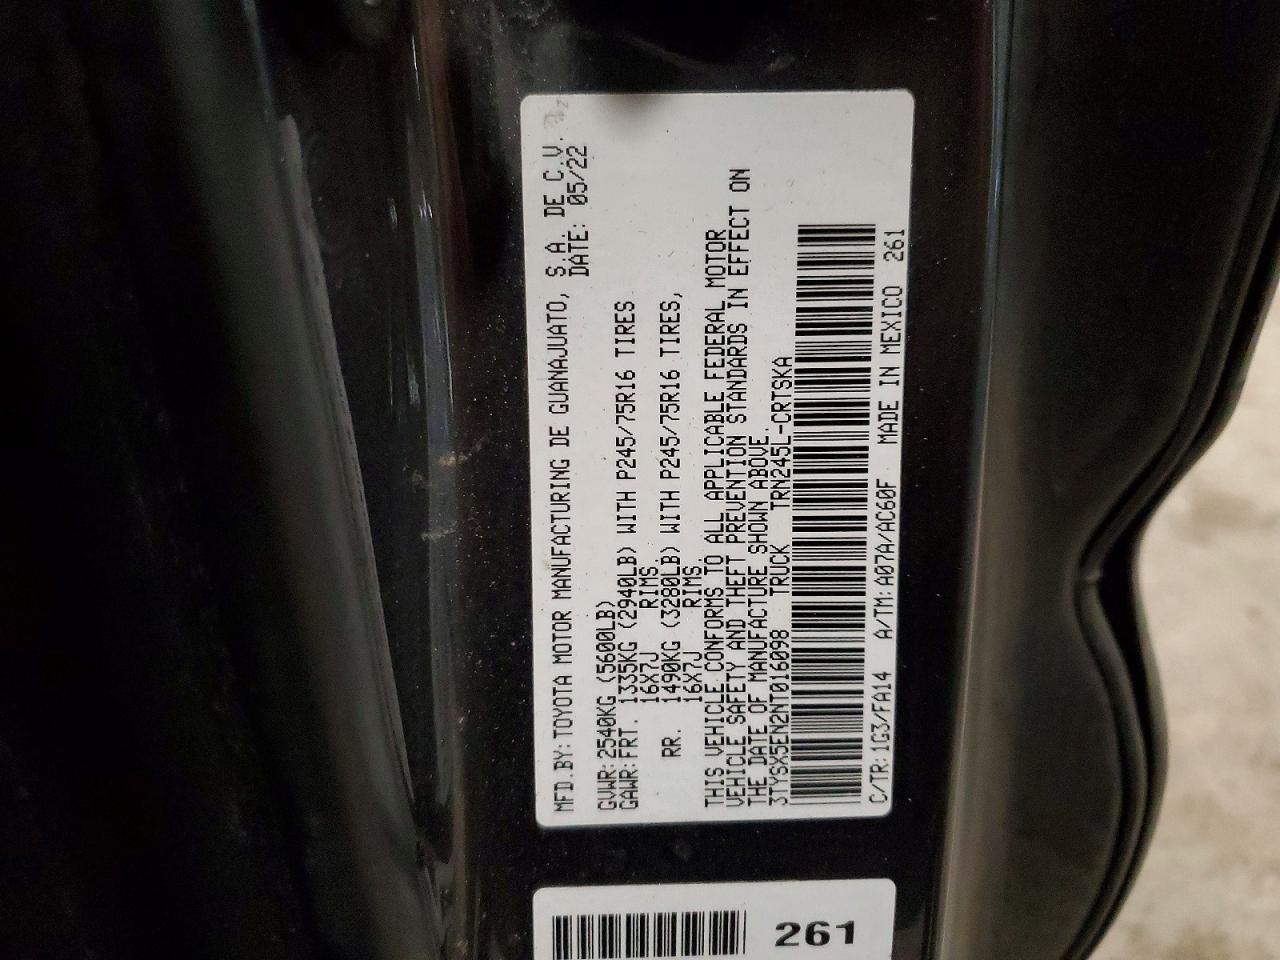 MFD.BY: TOYOTA MOTOR MANUFACTURING DE GUANAJUATO, S.A. DE C.V.
DATE: 05/22
GVWR: 2540KG (5600LB)
GAWR: FRT. 1335KG (2940LB) WITH P245/75R16 TIRES
16X7J RIMS.
RR. 1490KG (3280LB) WITH P245/75R16 TIRES,
16X7J RIMS.
THIS VEHICLE CONFORMS TO ALL APPLICABLE FEDERAL MOTOR
VEHICLE SAFETY AND THEFT PREVENTION STANDARDS IN EFFECT ON
THE DATE OF MANUFACTURE SHOWN ABOVE.
3TYSX5EN2NT016098 TRUCK TRN245L-CRTSKA
C/TR: 1G3/FA14 A/TM: A07A/AC60F MADE IN MEXICO 261
261